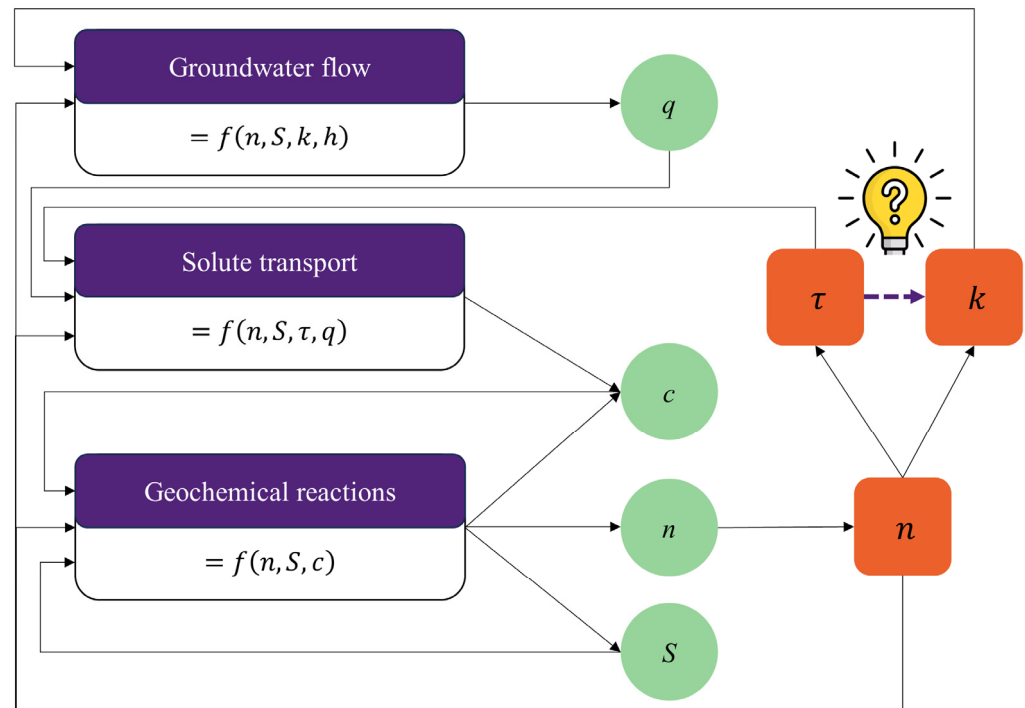 Groundwater flow
= f(n, S, k, h)
q
?
Solute transport
= f(n, S, τ, q)
τ
k
c
Geochemical reactions
= f(n, S, c)
n
n
S